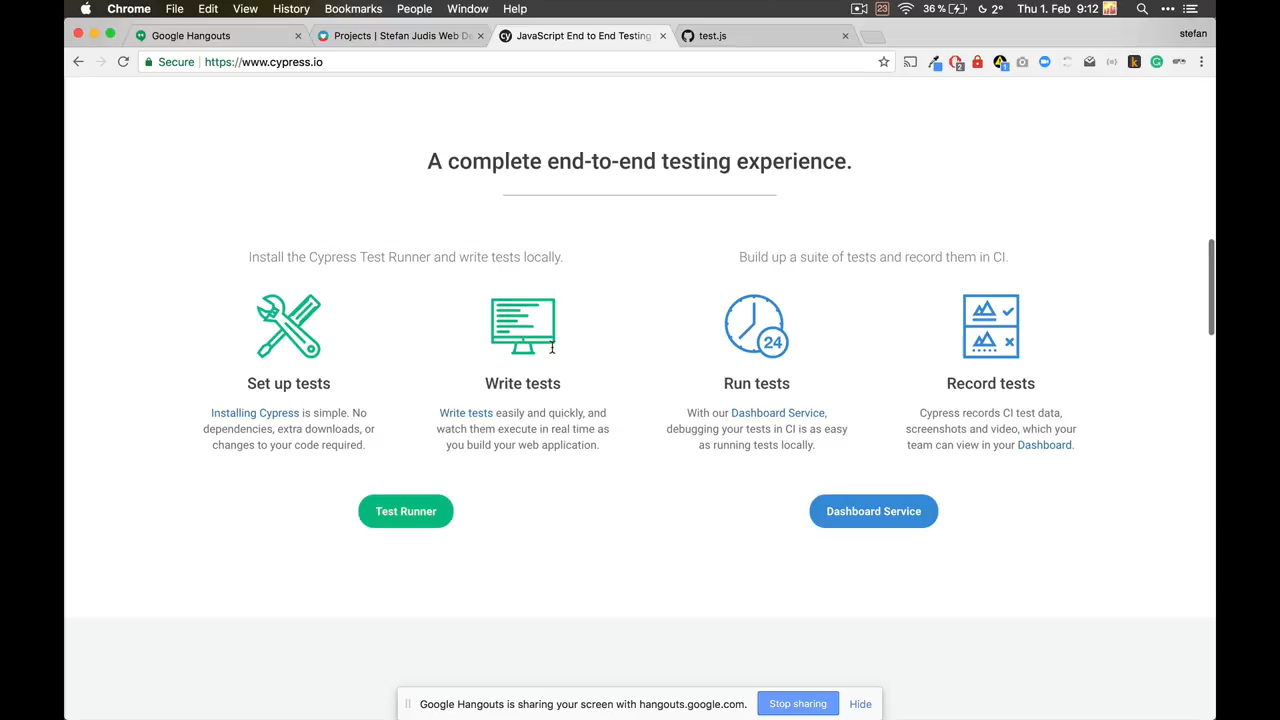 Chrome File Edit View History Bookmarks People Window Help
23 36 % 2° Thu 1. Feb 9:12
Google Hangouts
Projects | Stefan Judis Web De
cy JavaScript End to End Testing
test.js
stefan
Secure https://www.cypress.io
A complete end-to-end testing experience.
Install the Cypress Test Runner and write tests locally.
Build up a suite of tests and record them in CI.
24
Set up tests
Installing Cypress is simple. No
dependencies, extra downloads, or
changes to your code required.
Write tests
Write tests easily and quickly, and
watch them execute in real time as
you build your web application.
Run tests
With our Dashboard Service,
debugging your tests in CI is as easy
as running tests locally.
Record tests
Cypress records CI test data,
screenshots and video, which your
team can view in your Dashboard.
Test Runner
Dashboard Service
Google Hangouts is sharing your screen with hangouts.google.com.
Stop sharing
Hide